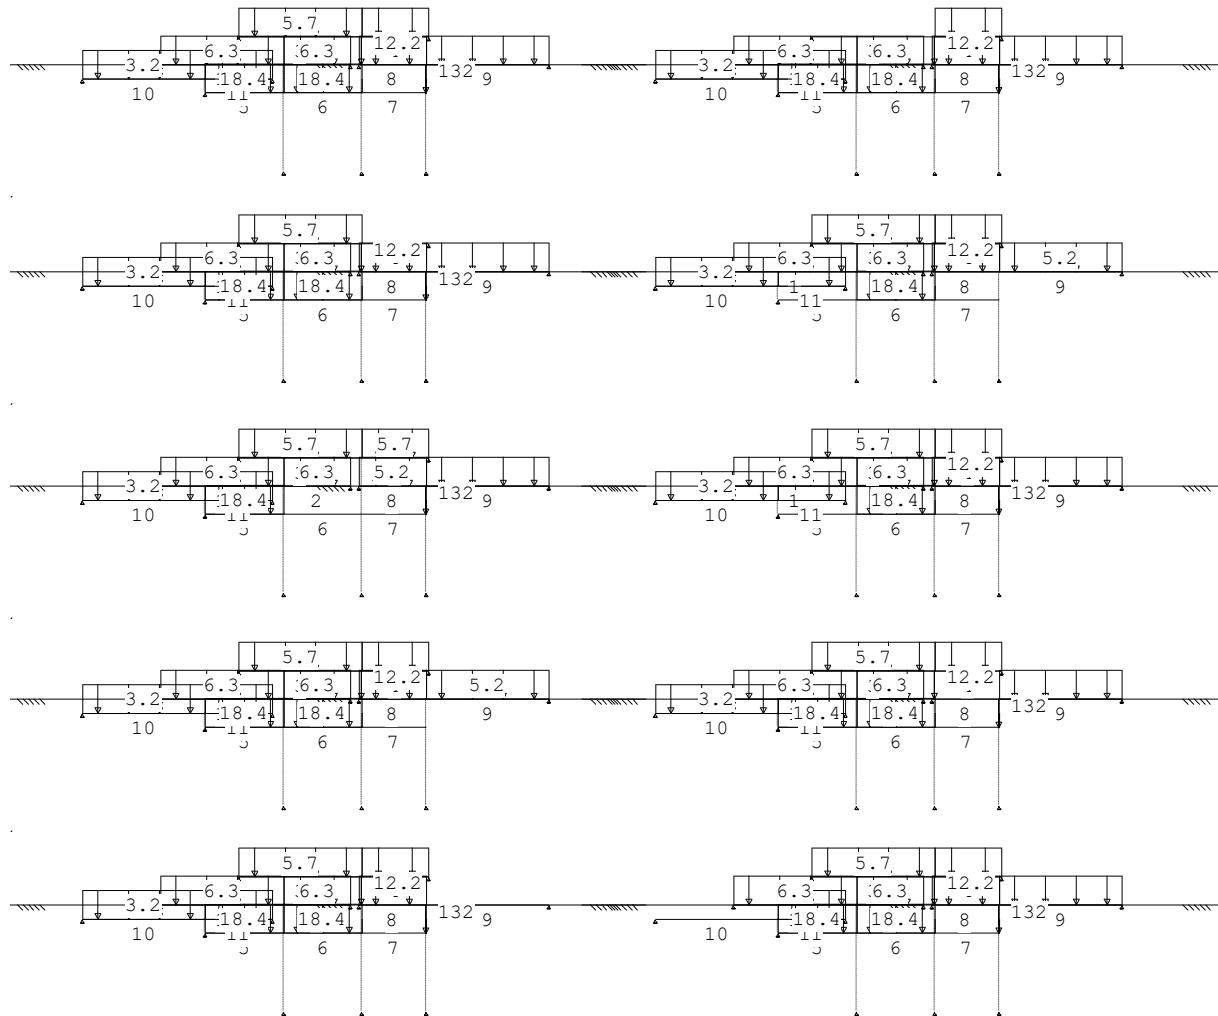 5.7
6.3 6.3 12.2 12.2
3.2 6.3 6.3 3.2 6.3 6.3
18.4 18.4 8 132 9 18.4 18.4 8 132 9
10 11 6 7 10 11 6 7
5.7 5.7
6.3 6.3 12.2 6.3 6.3 12.2
3.2 3.2 5.2
18.4 18.4 8 132 9 1 18.4 8 9
10 11 6 7 10 11 6 7
5.7 5.7 5.7
6.3 6.3 5.2 6.3 6.3 12.2
3.2 3.2
18.4 2 8 132 9 1 18.4 8 132 9
10 11 6 7 10 11 6 7
5.7 5.7
6.3 6.3 12.2 5.2 6.3 6.3 12.2
3.2 3.2
18.4 18.4 8 9 18.4 18.4 8 132 9
10 11 6 7 10 11 6 7
5.7 5.7
6.3 6.3 12.2 6.3 6.3 12.2
3.2
18.4 18.4 8 132 9 18.4 18.4 8 132 9
10 11 6 7 10 11 6 7